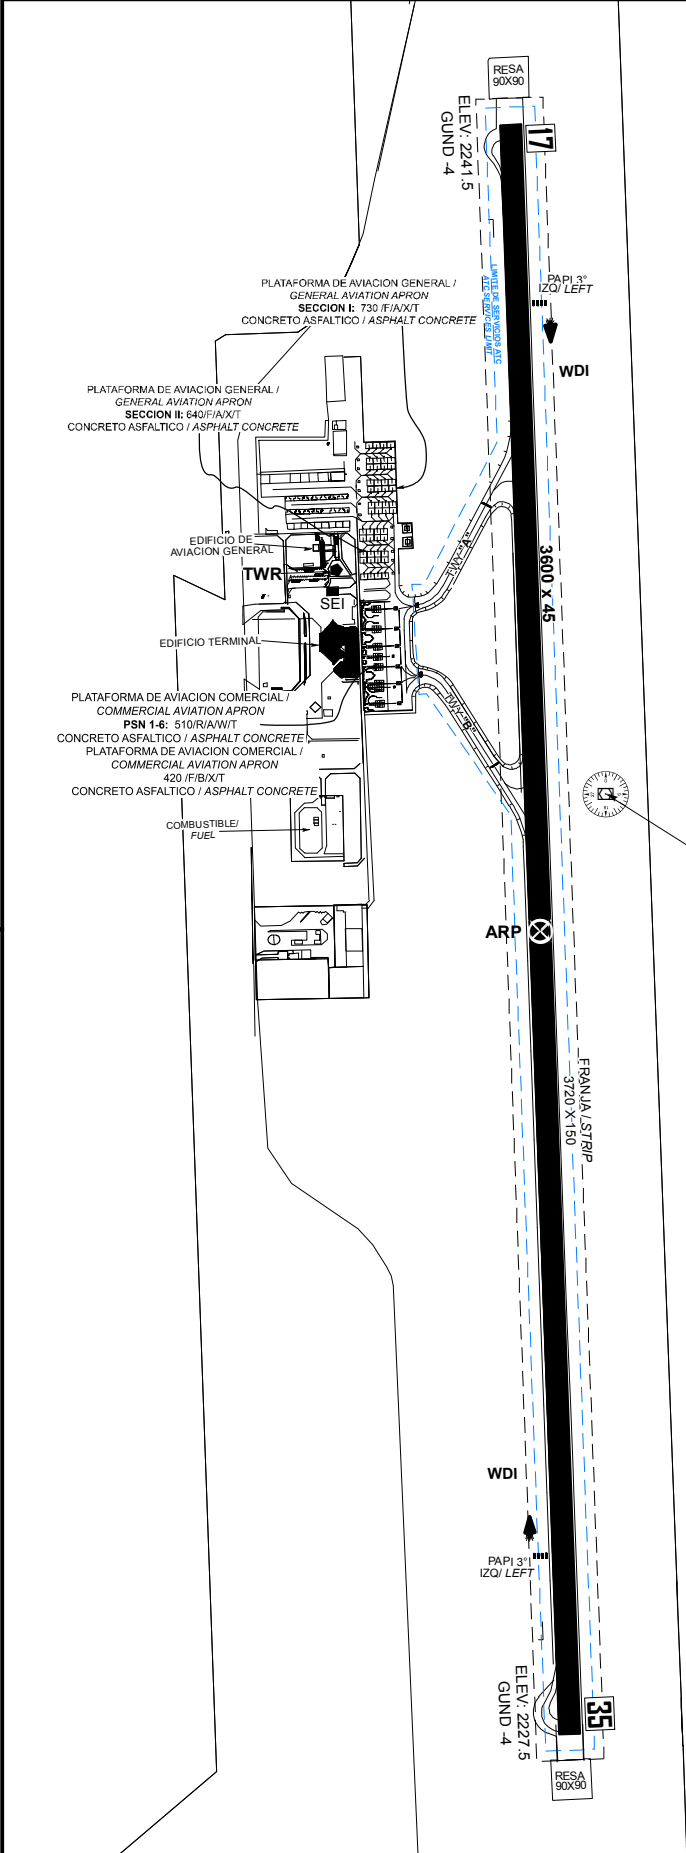 RESA
90X90
17
ELEV: 2241.5
GUND -4
LIMITE DE SERVICIOS ATC
ATC SERVICES LIMIT
PAPI 3°
IZQ/ LEFT
WDI
PLATAFORMA DE AVIACION GENERAL /
GENERAL AVIATION APRON
SECCION I: 730 /F/A/X/T
CONCRETO ASFALTICO / ASPHALT CONCRETE
PLATAFORMA DE AVIACION GENERAL /
GENERAL AVIATION APRON
SECCION II: 640/F/A/X/T
CONCRETO ASFALTICO / ASPHALT CONCRETE
EDIFICIO DE
AVIACION GENERAL
TWR
SEI
EDIFICIO TERMINAL
TWY "A"
3600 x 45
TWY "B"
PLATAFORMA DE AVIACION COMERCIAL /
COMMERCIAL AVIATION APRON
PSN 1-6: 510/R/A/W/T
CONCRETO ASFALTICO / ASPHALT CONCRETE
PLATAFORMA DE AVIACION COMERCIAL /
COMMERCIAL AVIATION APRON
420 /F/B/X/T
CONCRETO ASFALTICO / ASPHALT CONCRETE
COMBUSTIBLE/
FUEL
ARP
FRANJA / STRIP
3720 X 150
WDI
PAPI 3°
IZQ/ LEFT
ELEV: 2227.5
GUND -4
35
RESA
90X90